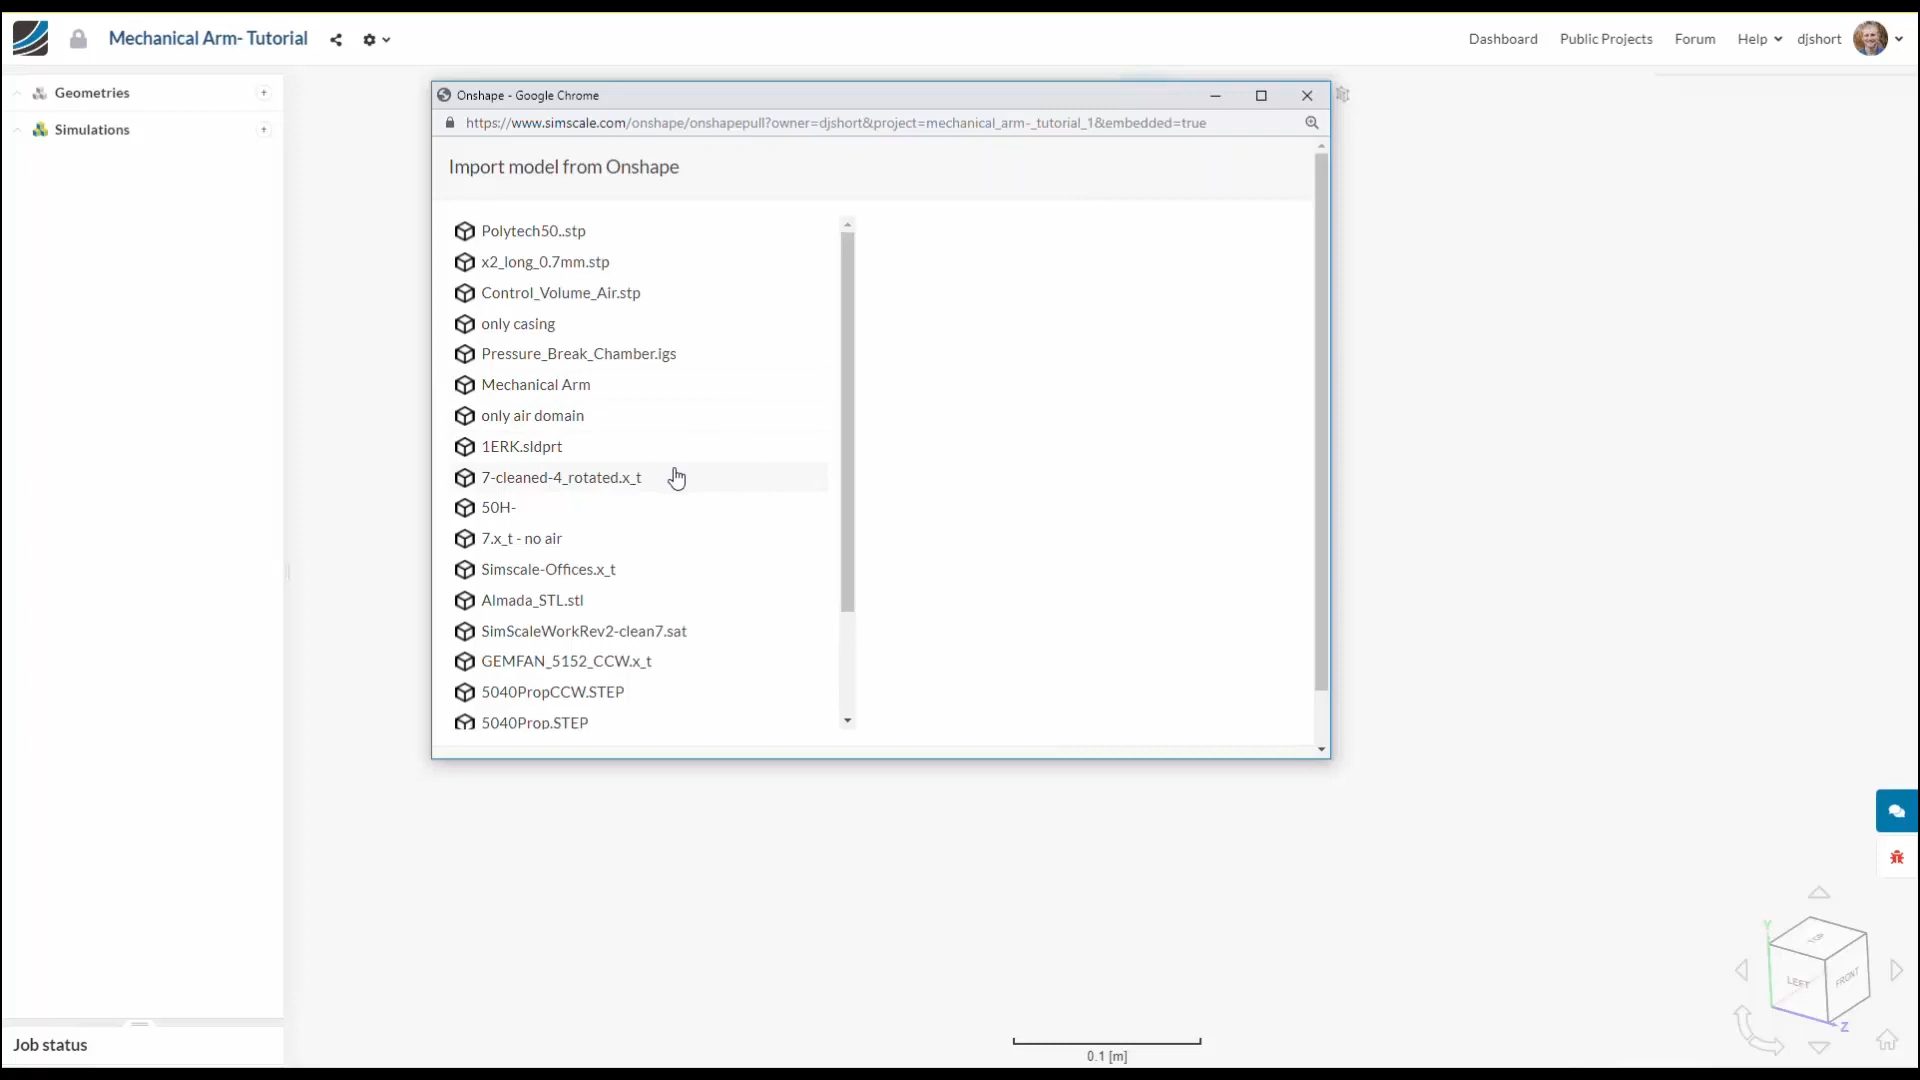 Mechanical Arm- Tutorial
Dashboard Public Projects Forum Help djshort
Geometries
Simulations
Onshape - Google Chrome
https://www.simscale.com/onshape/onshapepull?owner=djshort&project=mechanical_arm-_tutorial_1&embedded=true
Import model from Onshape
Polytech50..stp
x2_long_0.7mm.stp
Control_Volume_Air.stp
only casing
Pressure_Break_Chamber.igs
Mechanical Arm
only air domain
1ERK.sldprt
7-cleaned-4_rotated.x_t
50H-
7.x_t - no air
Simscale-Offices.x_t
Almada_STL.stl
SimScaleWorkRev2-clean7.sat
GEMFAN_5152_CCW.x_t
5040PropCCW.STEP
5040Prop.STEP
Y
TOP
LEFT
FRONT
Z
Job status
0.1 [m]